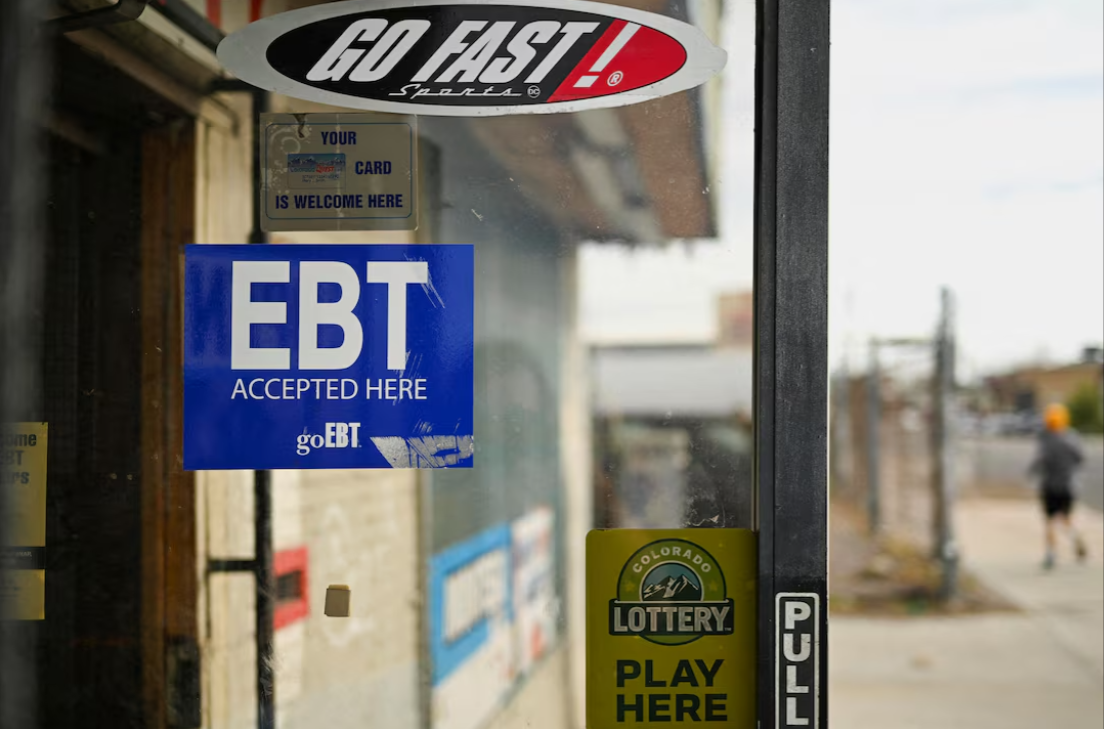 GO FAST!®
Sports
YOUR
CARD
IS WELCOME HERE
EBT
ACCEPTED HERE
goEBT
COLORADO
LOTTERY
PLAY
HERE
PULL